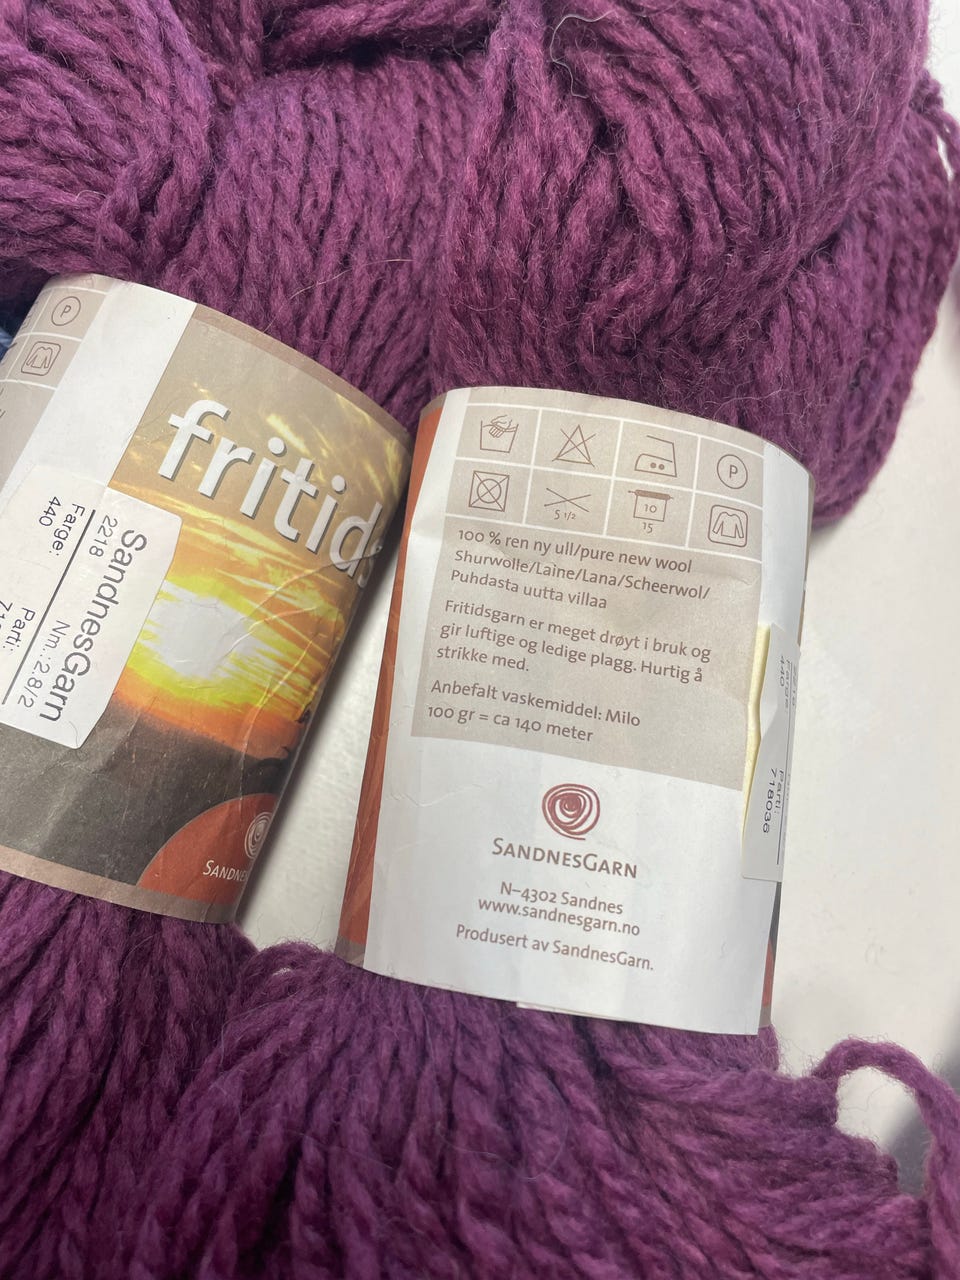 P
fritids
SandnesGarn
2218 Nm.:2.8/2
Farge: Parti:
440
SANDNES
P
5 1/2
10
15
100 % ren ny ull/pure new wool
Shurwolle/Laine/Lana/Scheerwol/
Puhdasta uutta villaa
Fritidsgarn er meget drøyt i bruk og
gir luftige og ledige plagg. Hurtig å
strikke med.
Anbefalt vaskemiddel: Milo
100 gr = ca 140 meter
SANDNESGARN
N–4302 Sandnes
www.sandnesgarn.no
Produsert av SandnesGarn.
2218
Farge: Parti:
440 718036